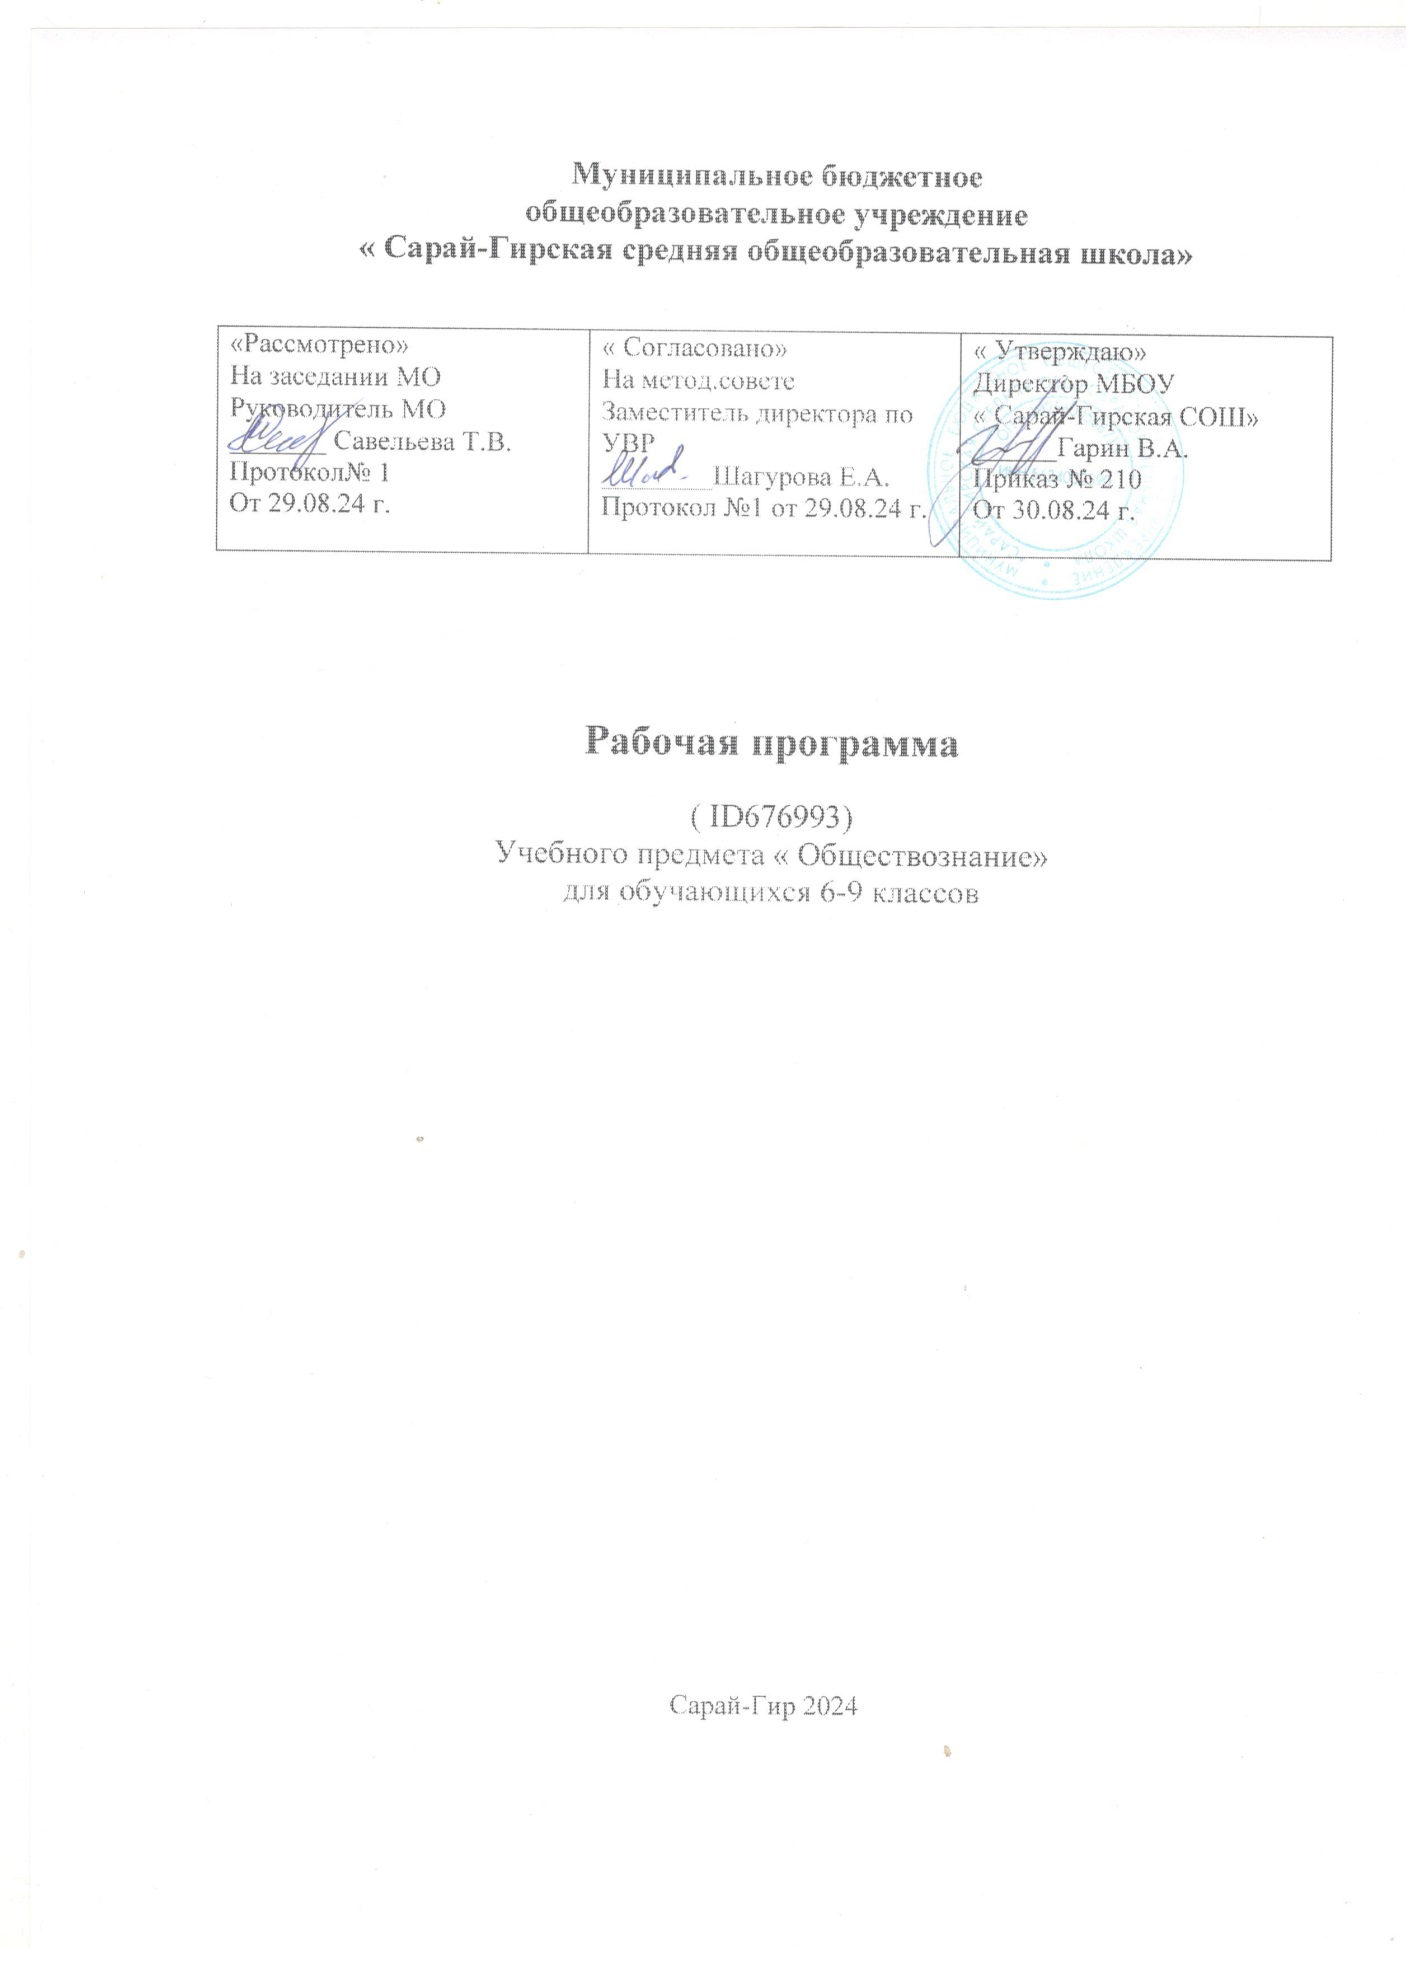 Муниципальное бюджетное
общеобразовательное учреждение
« Сарай-Гирская средняя общеобразовательная школа»
«Рассмотрено»
На заседании МО
Руководитель МО
_______ Савельева Т.В.
Протокол№ 1
От 29.08.24 г.
« Согласовано»
На метод.совете
Заместитель директора по
УВР
________Шагурова Е.А.
Протокол №1 от 29.08.24 г.
« Утверждаю»
Директор МБОУ
« Сарай-Гирская СОШ»
______Гарин В.А.
Приказ № 210
От 30.08.24 г.
Рабочая программа
( ID676993)
Учебного предмета « Обществознание»
для обучающихся 6-9 классов
Сарай-Гир 2024